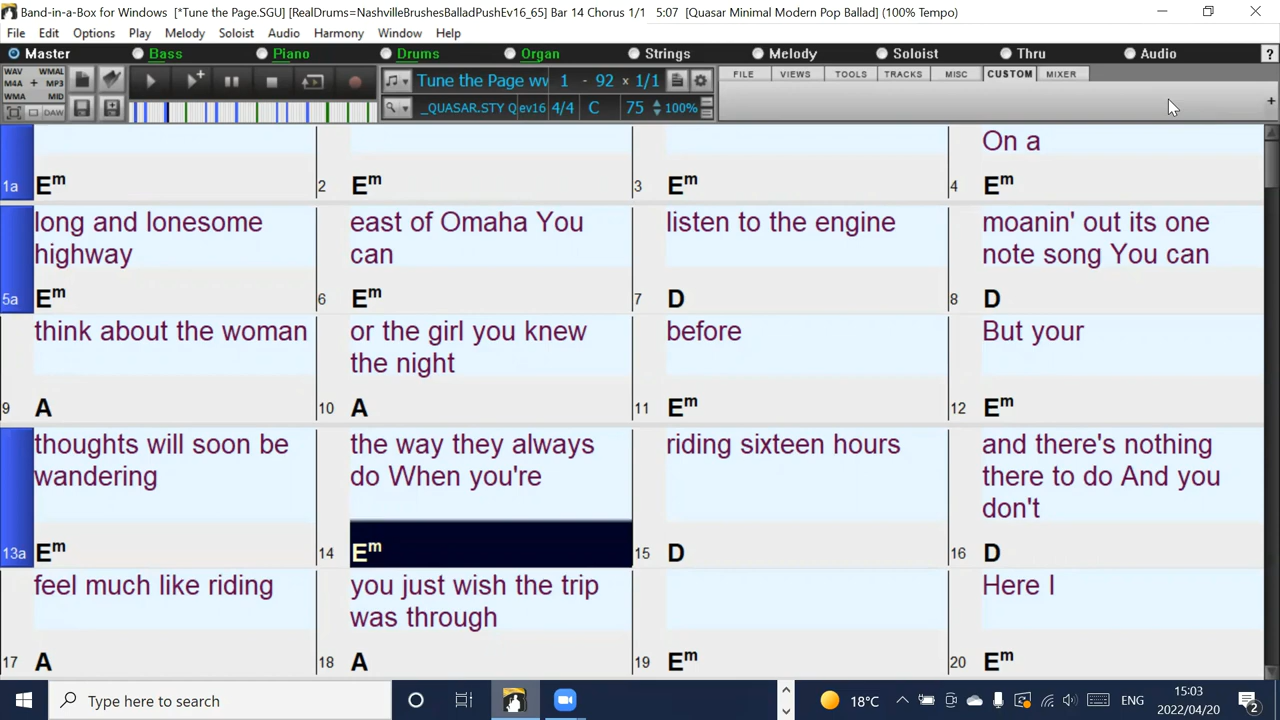 Band-in-a-Box for Windows [*Tune the Page.SGU] [RealDrums=NashvilleBrushesBalladPushEv16_65] Bar 14 Chorus 1/1 5:07 [Quasar Minimal Modern Pop Ballad] (100% Tempo)
File Edit Options Play Melody Soloist Audio Harmony Window Help
Master Bass Piano Drums Organ Strings Melody Soloist Thru Audio ?
WAV WMAL
M4A + MP3
WMA MID
DAW
Tune the Page wv 1 - 92 x 1/1
_QUASAR.STY Q ev16 4/4 C 75 100%
FILE VIEWS TOOLS TRACKS MISC CUSTOM MIXER
+
On a
1a Em 2 Em 3 Em 4 Em
long and lonesome east of Omaha You listen to the engine moanin' out its one
highway can note song You can
5a Em 6 Em 7 D 8 D
think about the woman or the girl you knew before But your
the night
9 A 10 A 11 Em 12 Em
thoughts will soon be the way they always riding sixteen hours and there's nothing
wandering do When you're there to do And you
don't
13a Em 14 Em 15 D 16 D
feel much like riding you just wish the trip Here I
was through
17 A 18 A 19 Em 20 Em
Type here to search 18°C ENG 15:03
2022/04/20 2